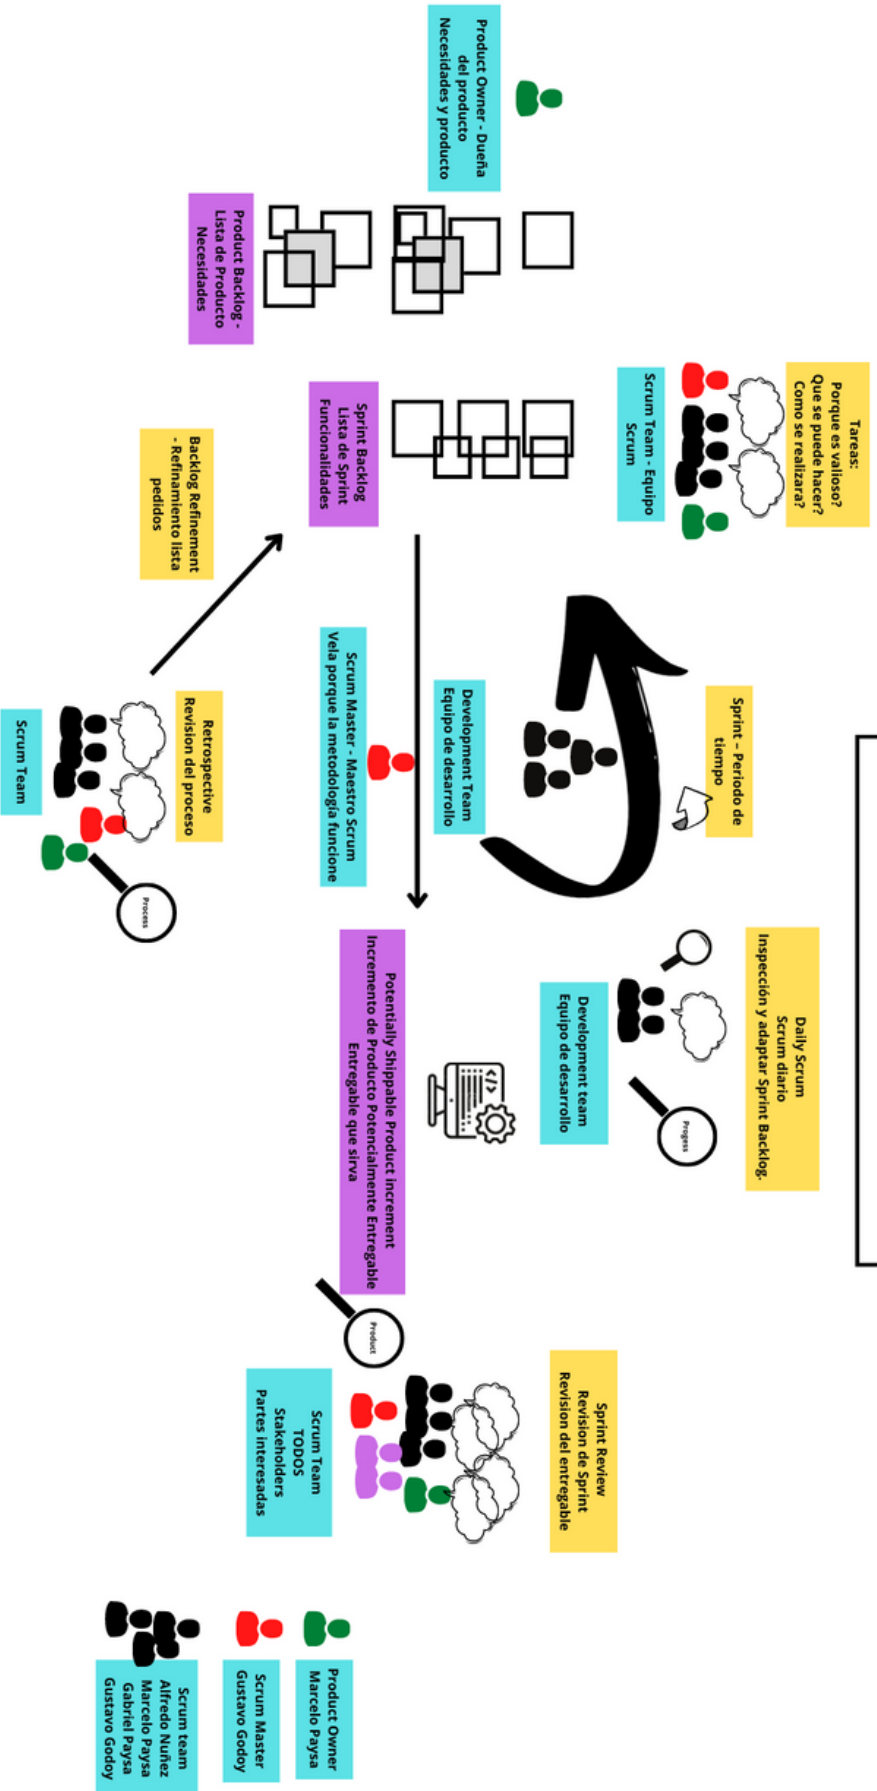 Product Owner - Dueña
del producto
Necesidades y producto
Product Backlog -
Lista de Producto
Necesidades
Tareas:
Porque es valioso?
Que se puede hacer?
Como se realizara?
Scrum Team - Equipo
Scrum
Sprint Backlog
Lista de Sprint
Funcionalidades
Backlog Refinement
- Refinamiento lista
pedidos
Sprint – Periodo de
tiempo
Development Team
Equipo de desarrollo
Scrum Master - Maestro Scrum
Vela porque la metodología funcione
Retrospective
Revision del proceso
Process
Scrum Team
Daily Scrum
Scrum diario
Inspección y adaptar Sprint Backlog.
Progess
Development team
Equipo de desarrollo
Potentially Shippable Product increment
Incremento de Producto Potencialmente Entregable
Entregable que sirva
Product
Sprint Review
Revision de Sprint
Revision del entregable
Scrum Team
TODOS
Stakeholders
Partes interesadas
Product Owner
Marcelo Paysa
Scrum Master
Gustavo Godoy
Scrum team
Alfredo Nuñez
Marcelo Paysa
Gabriel Paysa
Gustavo Godoy